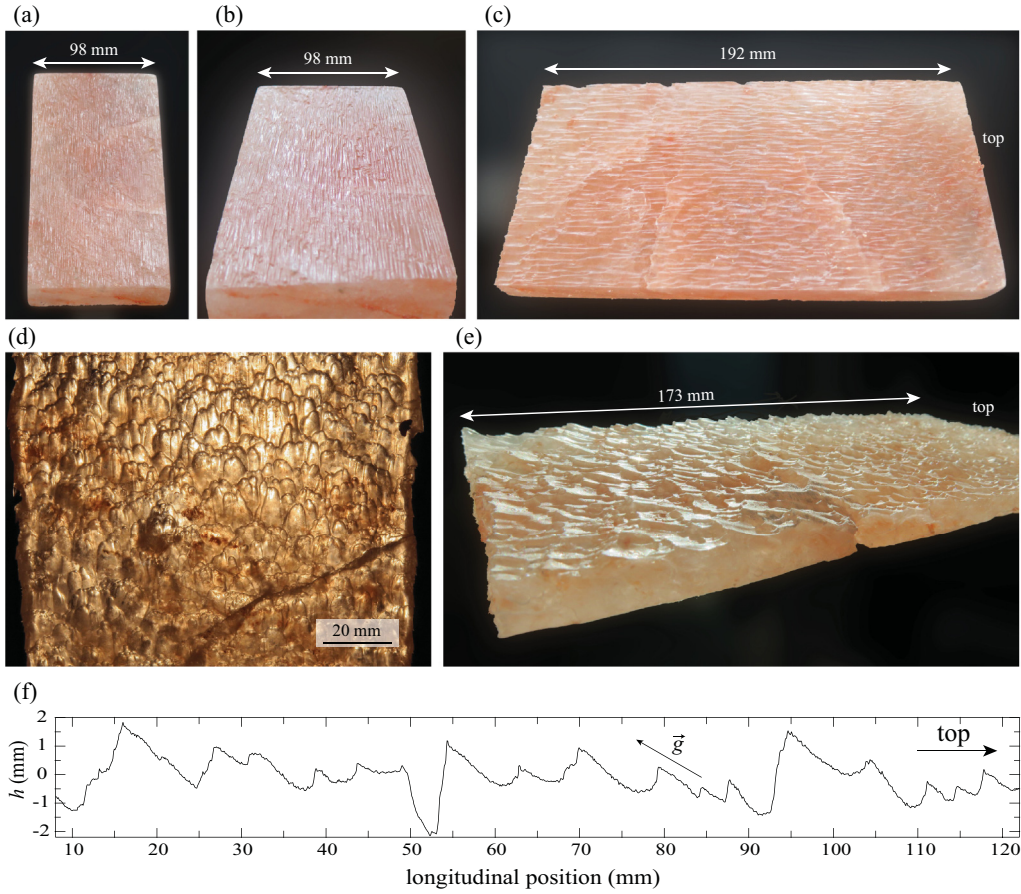 (a)
(b)
(c)
98 mm
98 mm
192 mm
top
(d)
(e)
20 mm
173 mm
top
(f)
2
1
0
-1
-2
h (mm)
g
top
10 20 30 40 50 60 70 80 90 100 110 120
longitudinal position (mm)